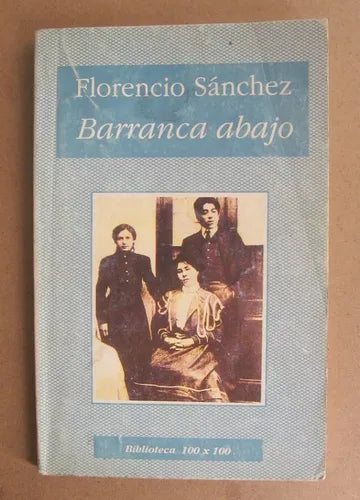 Florencio Sánchez
Barranca abajo
Biblioteca 100 x 100